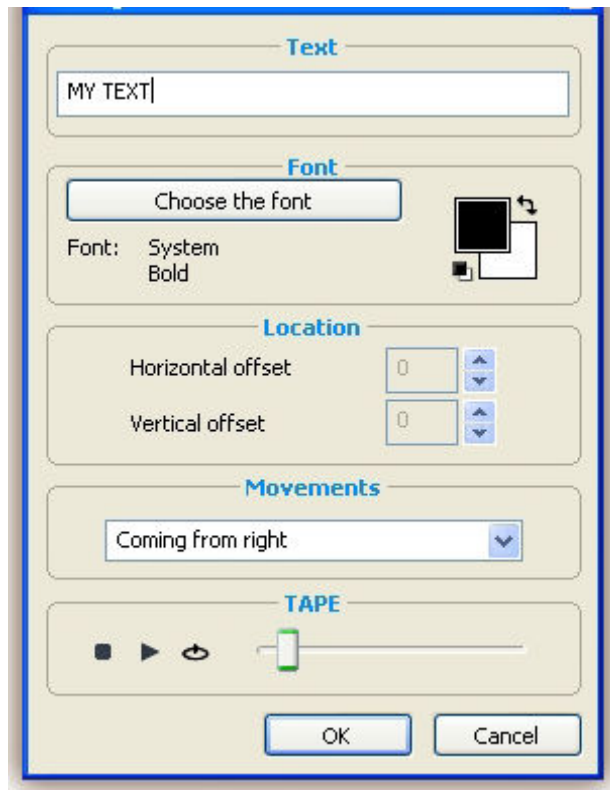 Text
MY TEXT
Font
Choose the font
Font: System
Bold
Location
Horizontal offset 0
Vertical offset 0
Movements
Coming from right
TAPE
OK Cancel